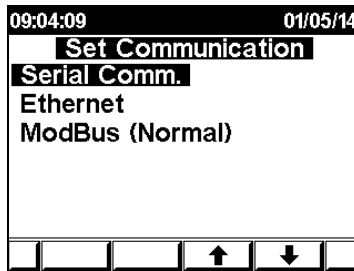 09:04:09 01/05/14
Set Communication
Serial Comm.
Ethernet
ModBus (Normal)